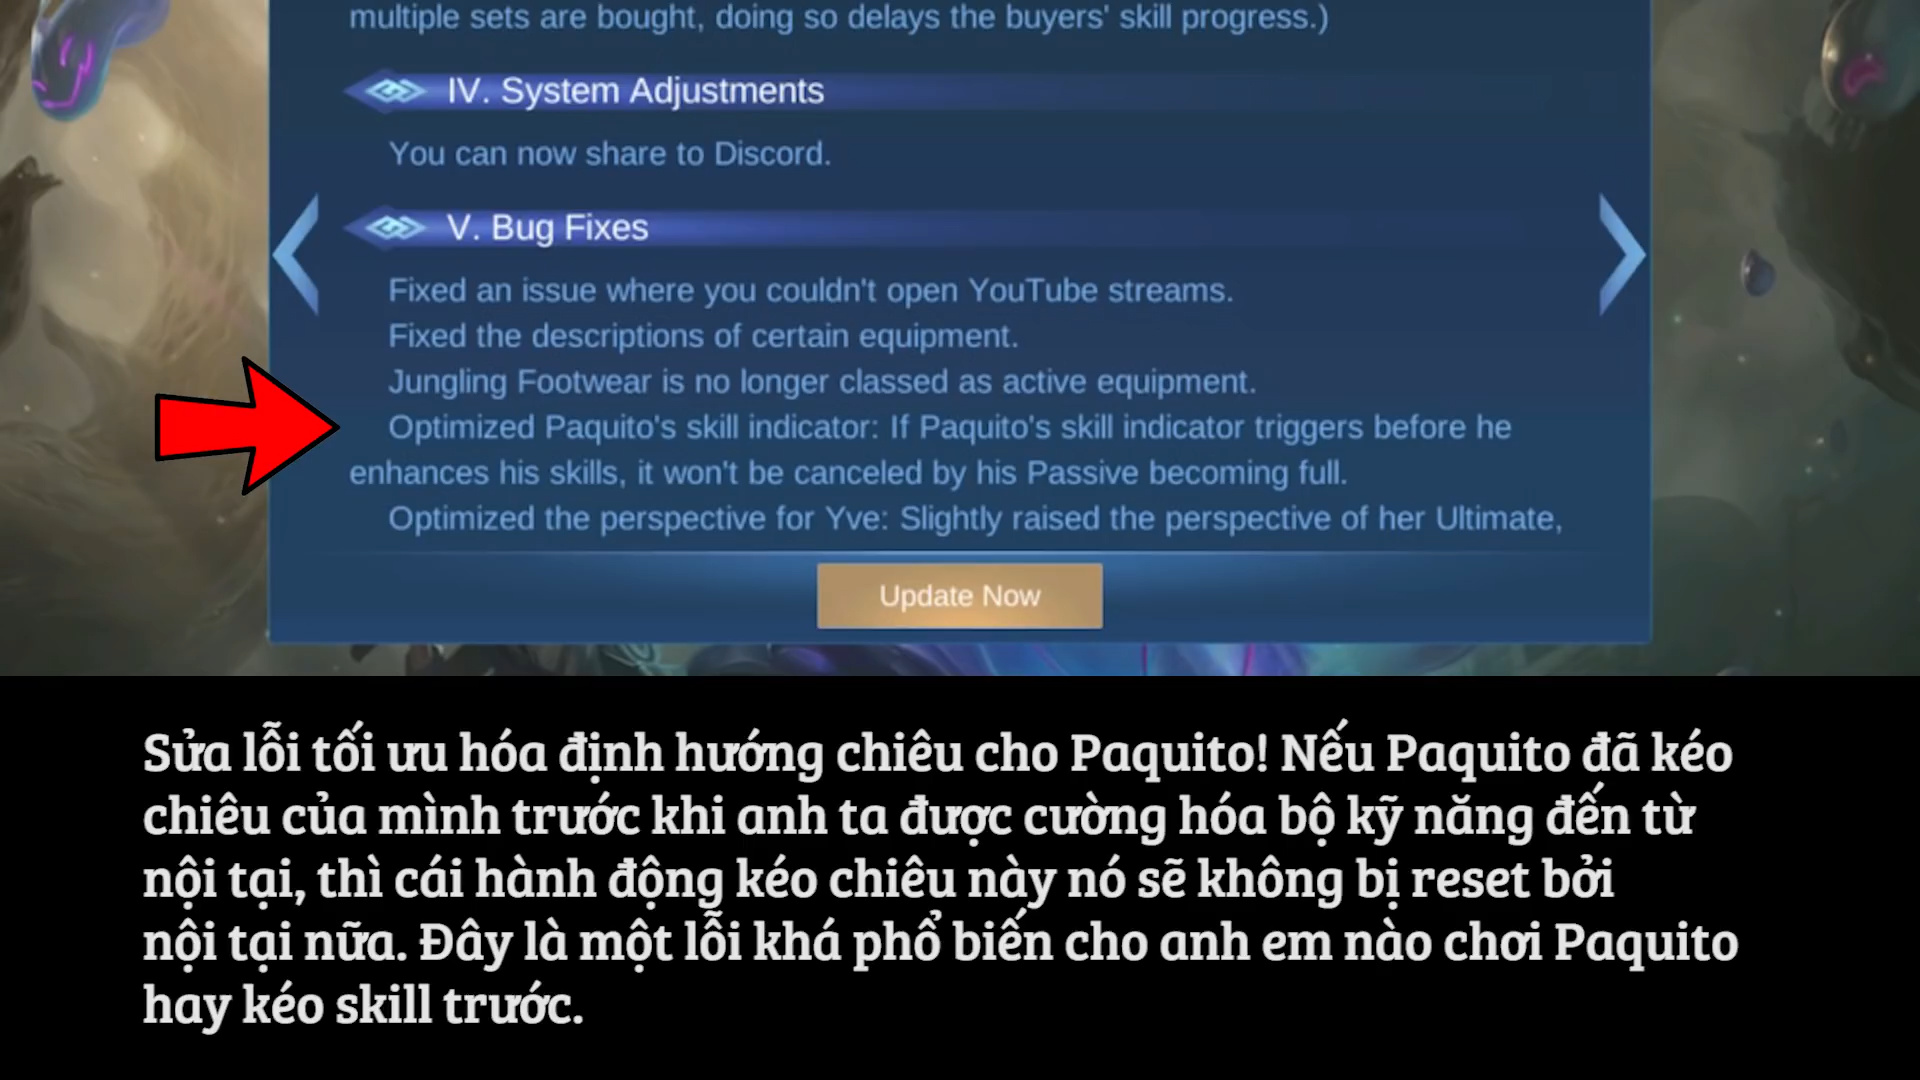 multiple sets are bought, doing so delays the buyers' skill progress.)
IV. System Adjustments
You can now share to Discord.
V. Bug Fixes
Fixed an issue where you couldn't open YouTube streams.
Fixed the descriptions of certain equipment.
Jungling Footwear is no longer classed as active equipment.
Optimized Paquito's skill indicator: If Paquito's skill indicator triggers before he
enhances his skills, it won't be canceled by his Passive becoming full.
Optimized the perspective for Yve: Slightly raised the perspective of her Ultimate,
Update Now
Sửa lỗi tối ưu hóa định hướng chiêu cho Paquito! Nếu Paquito đã kéo
chiêu của mình trước khi anh ta được cường hóa bộ kỹ năng đến từ
nội tại, thì cái hành động kéo chiêu này nó sẽ không bị reset bởi
nội tại nữa. Đây là một lỗi khá phổ biến cho anh em nào chơi Paquito
hay kéo skill trước.